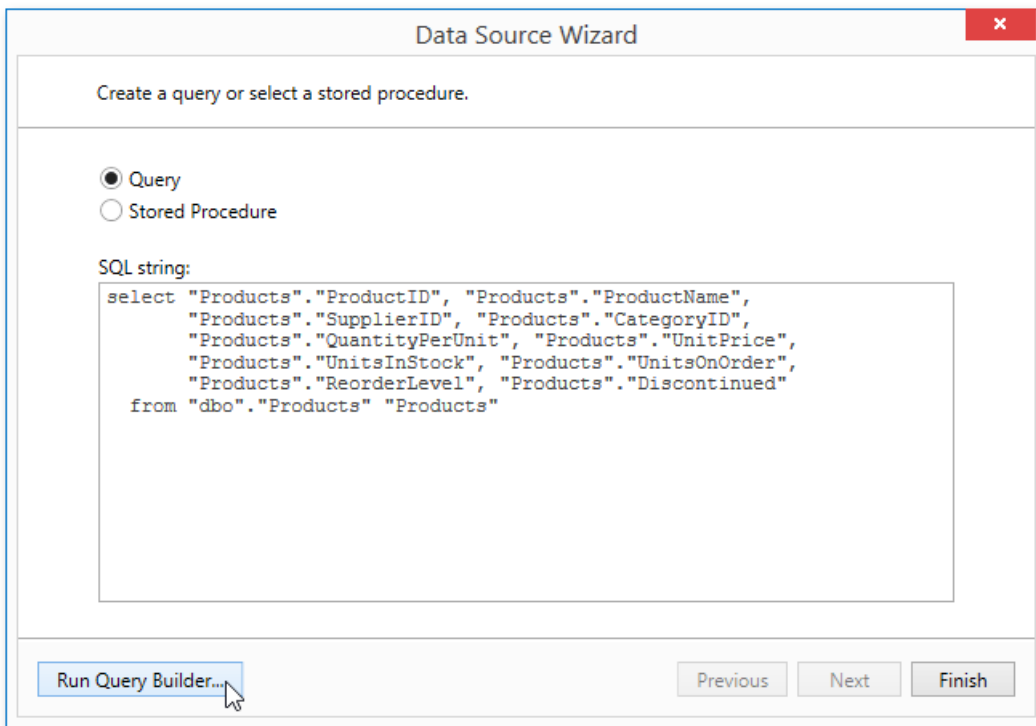 Data Source Wizard
Create a query or select a stored procedure.
Query
Stored Procedure
SQL string:
select "Products"."ProductID", "Products"."ProductName",
"Products"."SupplierID", "Products"."CategoryID",
"Products"."QuantityPerUnit", "Products"."UnitPrice",
"Products"."UnitsInStock", "Products"."UnitsOnOrder",
"Products"."ReorderLevel", "Products"."Discontinued"
from "dbo"."Products" "Products"
Run Query Builder...
Previous
Next
Finish